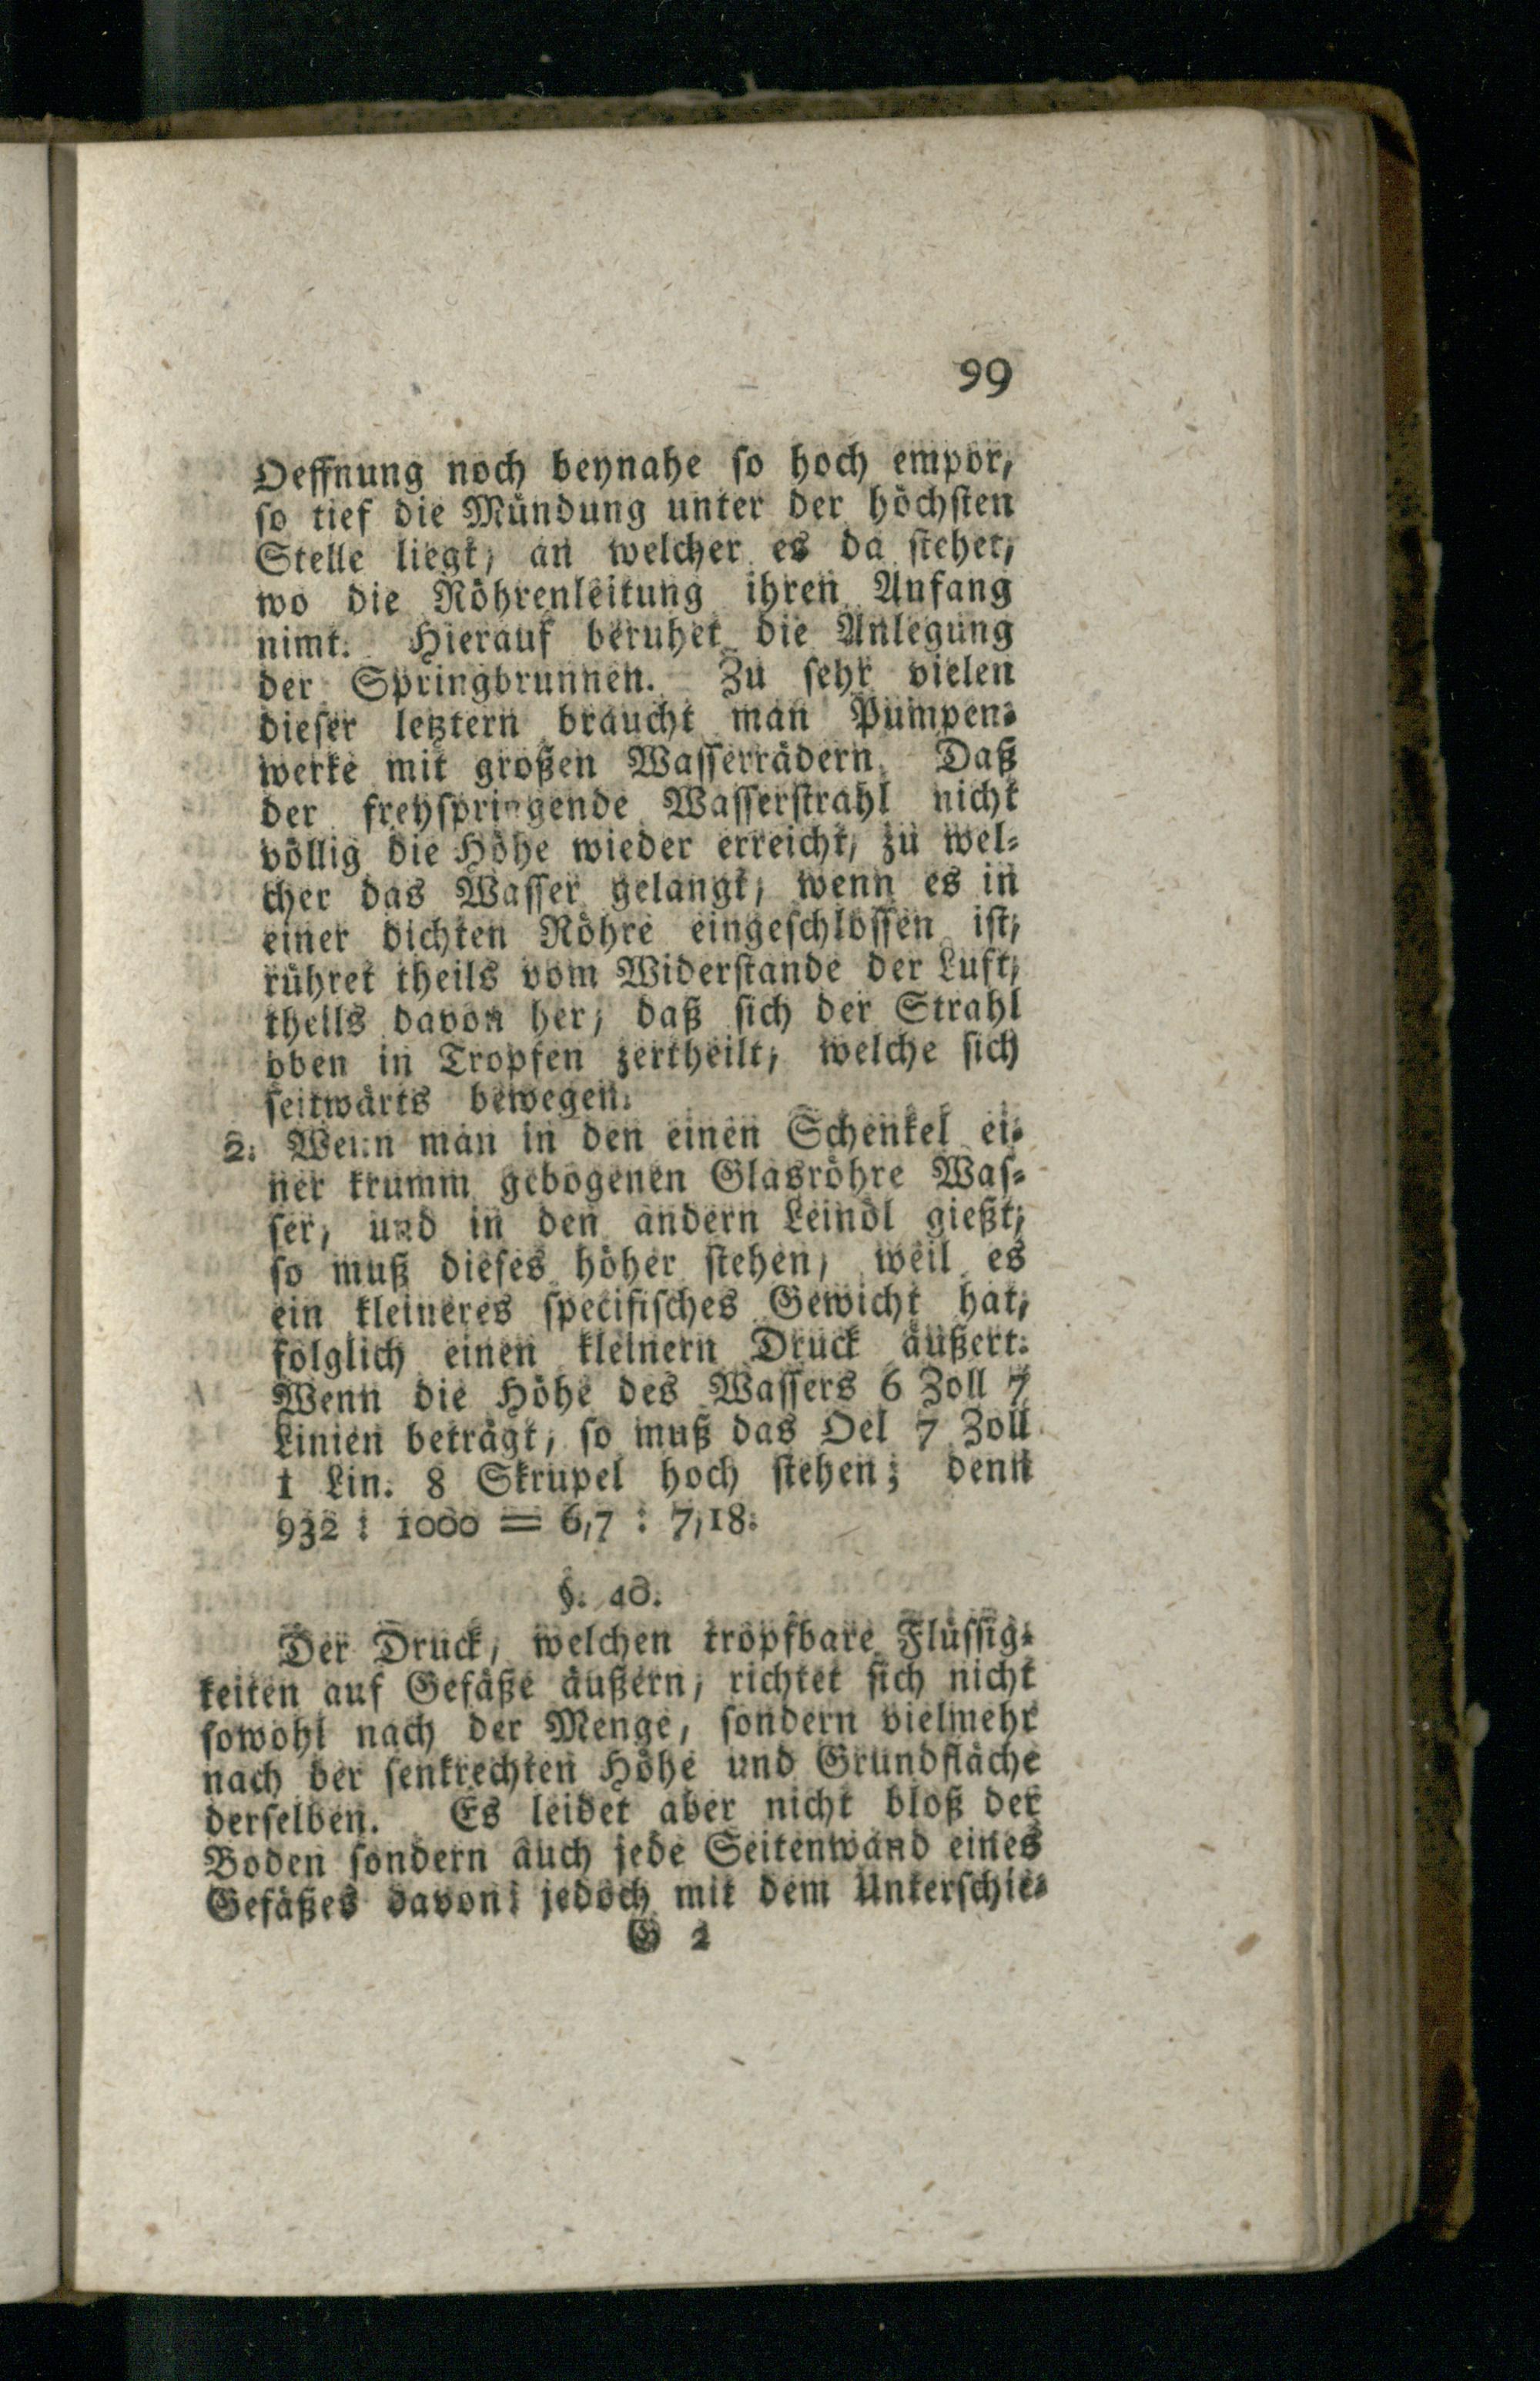 99
Oeffnung noch beynahe so hoch empor,
so tief die Mündung unter der höchsten
Stelle liegt, an welcher es da stehet,
wo die Röhrenleitung ihren Anfang
nimt. Hierauf beruhet die Anlegung
der Springbrunnen. Zu sehr vielen
dieser letztern braucht man Pumpen-
werke mit großen Wasserrädern. Daß
der freyspringende Wasserstrahl nicht
völlig die Höhe wieder erreicht, zu wel-
cher das Wasser gelangt, wenn es in
einer dichten Röhre eingeschlossen ist,
rühret theils vom Widerstande der Luft,
theils davon her, daß sich der Strahl
oben in Tropfen zertheilt, welche sich
seitwärts bewegen.
2. Wenn man in den einen Schenkel ei-
ner krumm gebogenen Glasröhre Was-
ser, und in den andern Leinöl gießt,
so muß dieses höher stehen, weil es
ein kleineres specifisches Gewicht hat,
folglich einen kleinern Druck äußert.
Wenn die Höhe des Wassers 6 Zoll 7
Linien beträgt, so muß das Oel 7 Zoll
1 Lin. 8 Skrupel hoch stehen; denn
932 : 1000 = 6,7 : 7,18.
§. 40.
Der Druck, welchen tropfbare Flüssig-
keiten auf Gefäße äußern, richtet sich nicht
sowohl nach der Menge, sondern vielmehr
nach der senkrechten Höhe und Grundfläche
derselben. Es leidet aber nicht bloß der
Boden sondern auch jede Seitenwand eines
Gefäßes davon: jedoch mit dem Unterschie-
G 2